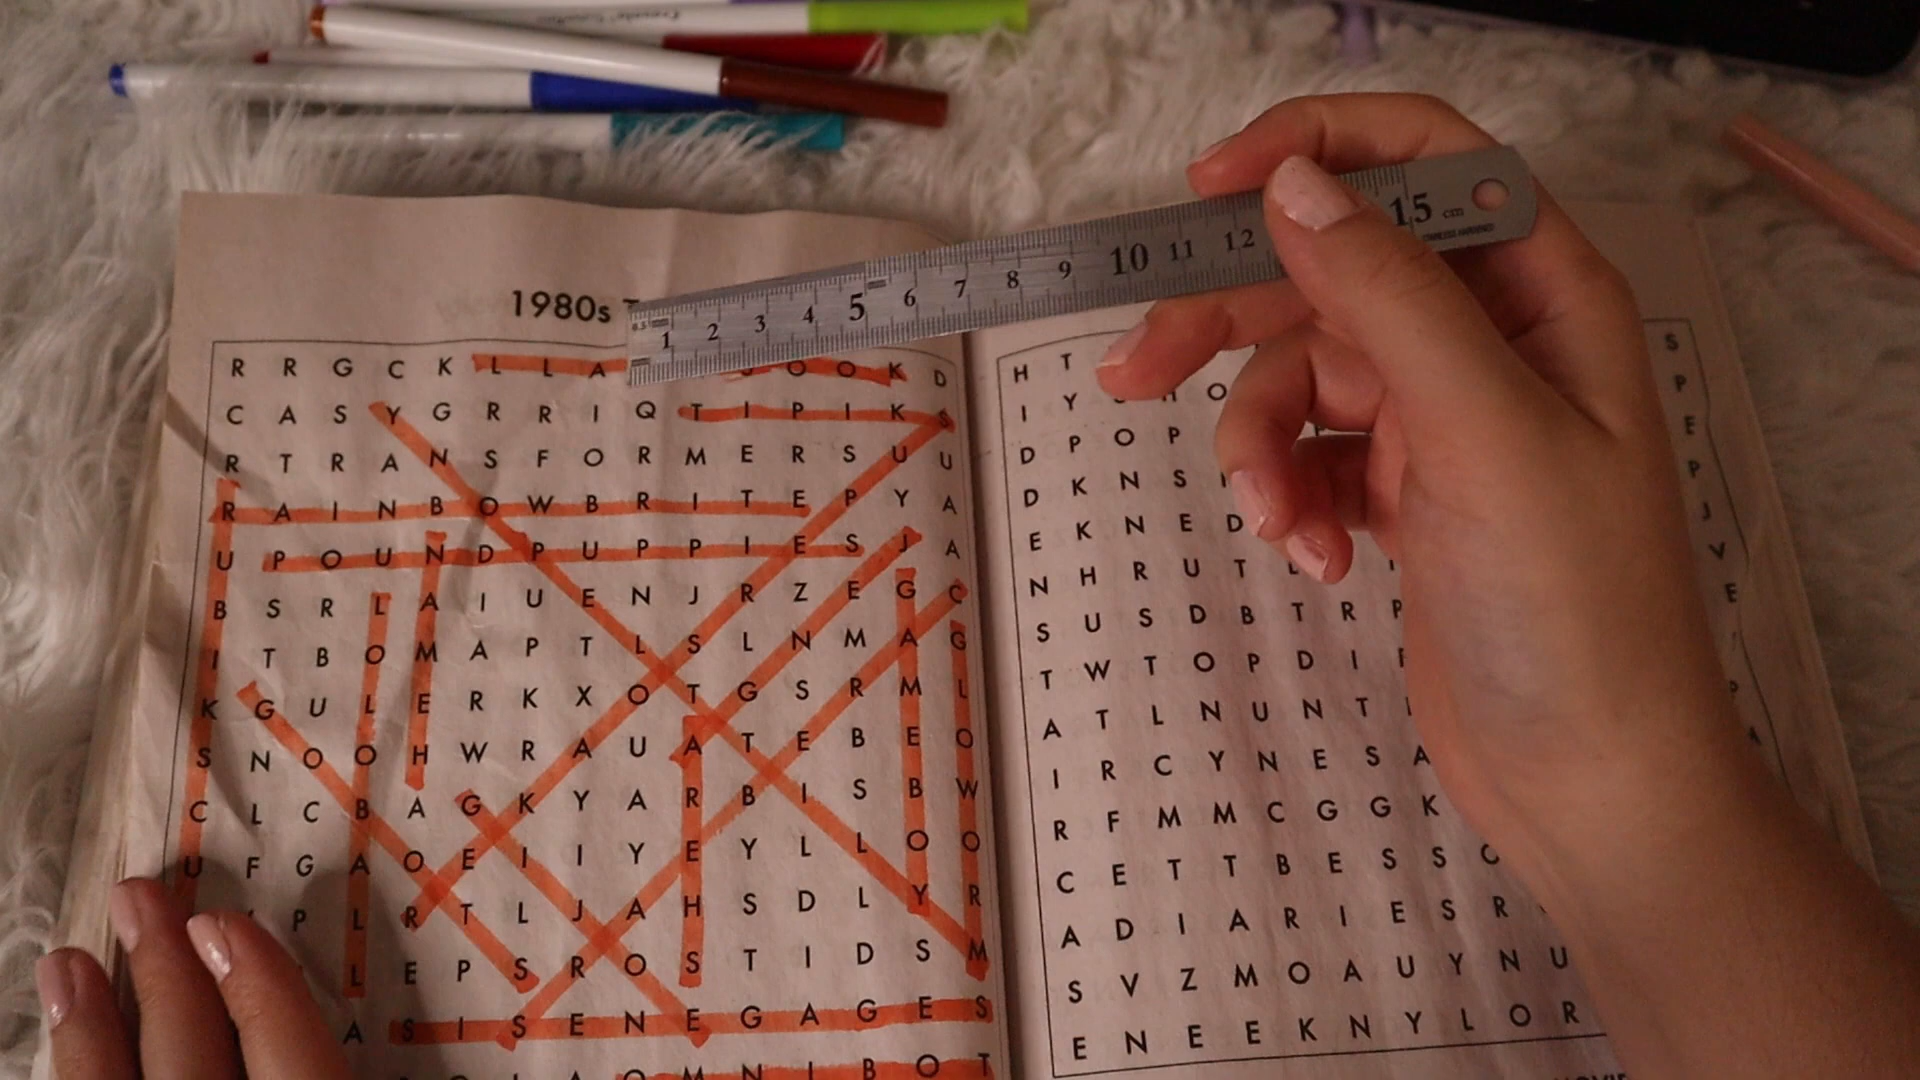 1980s
1 2 3 4 5 6 7 8 9 10 11 12 15 cm
R R G C K L L A J O O K D
C A S Y G R R I Q T I P I K S
R T R A N S F O R M E R S U U
R A I N B O W B R I T E P Y A
U P O U N D P U P P I E S J A
B S R L A I U E N J R Z E G C
I T B O M A P T L S L N M A G
K G U L E R K X O T G S R M L
S N O O H W R A U A T E B E O
C L C B A G K Y A R B I S B W
U F G A O E I I Y E Y L L O O
P L R T L J A H S D L Y R
L E P S R O S T I D S M
A S I S E N E G A G E S
O M N I B O T
H T
I Y H O
D P O P
D K N S
E K N E D
N H R U T
S U S D B T R P
T W T O P D I
A T L N U N T
I R C Y N E S A
R F M M C G G K
C E T T B E S S
A D I A R I E S R
S V Z M O A U Y N U
E N E E K N Y L O R
S
P
E
P
J
V
E